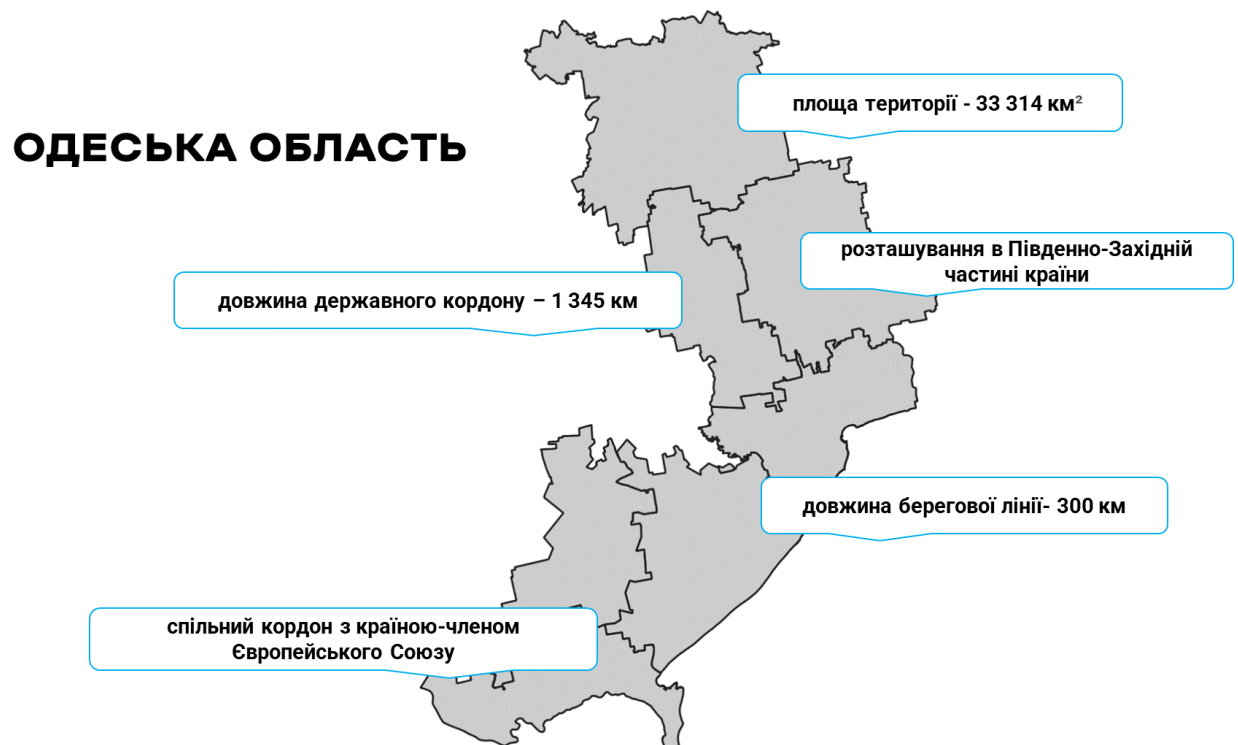 ОДЕСЬКА ОБЛАСТЬ
площа території - 33 314 км²
розташування в Південно-Західній
частині країни
довжина державного кордону – 1 345 км
довжина берегової лінії- 300 км
спільний кордон з країною-членом
Європейського Союзу